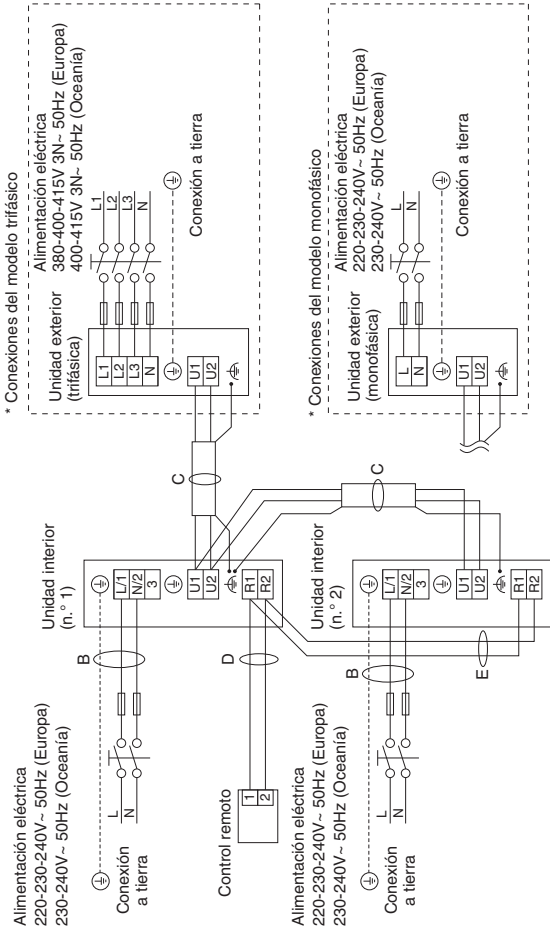 Alimentación eléctrica
220-230-240V~ 50Hz (Europa)
230-240V~ 50Hz (Oceanía)
L
N
Conexión
a tierra
B
Unidad interior
(n.° 1)
L/1
N/2
3
U1
U2
R1
R2
C
D
Control remoto
1
2
Alimentación eléctrica
220-230-240V~ 50Hz (Europa)
230-240V~ 50Hz (Oceanía)
L
N
Conexión
a tierra
B
E
Unidad interior
(n.° 2)
L/1
N/2
3
U1
U2
R1
R2
C
* Conexiones del modelo trifásico
Unidad exterior
(trifásica)
L1
L2
L3
N
U1
U2
Alimentación eléctrica
380-400-415V 3N~ 50Hz (Europa)
400-415V 3N~ 50Hz (Oceanía)
L1
L2
L3
N
Conexión a tierra
* Conexiones del modelo monofásico
Unidad exterior
(monofásica)
L
N
U1
U2
Alimentación eléctrica
220-230-240V~ 50Hz (Europa)
230-240V~ 50Hz (Oceanía)
L
N
Conexión a tierra